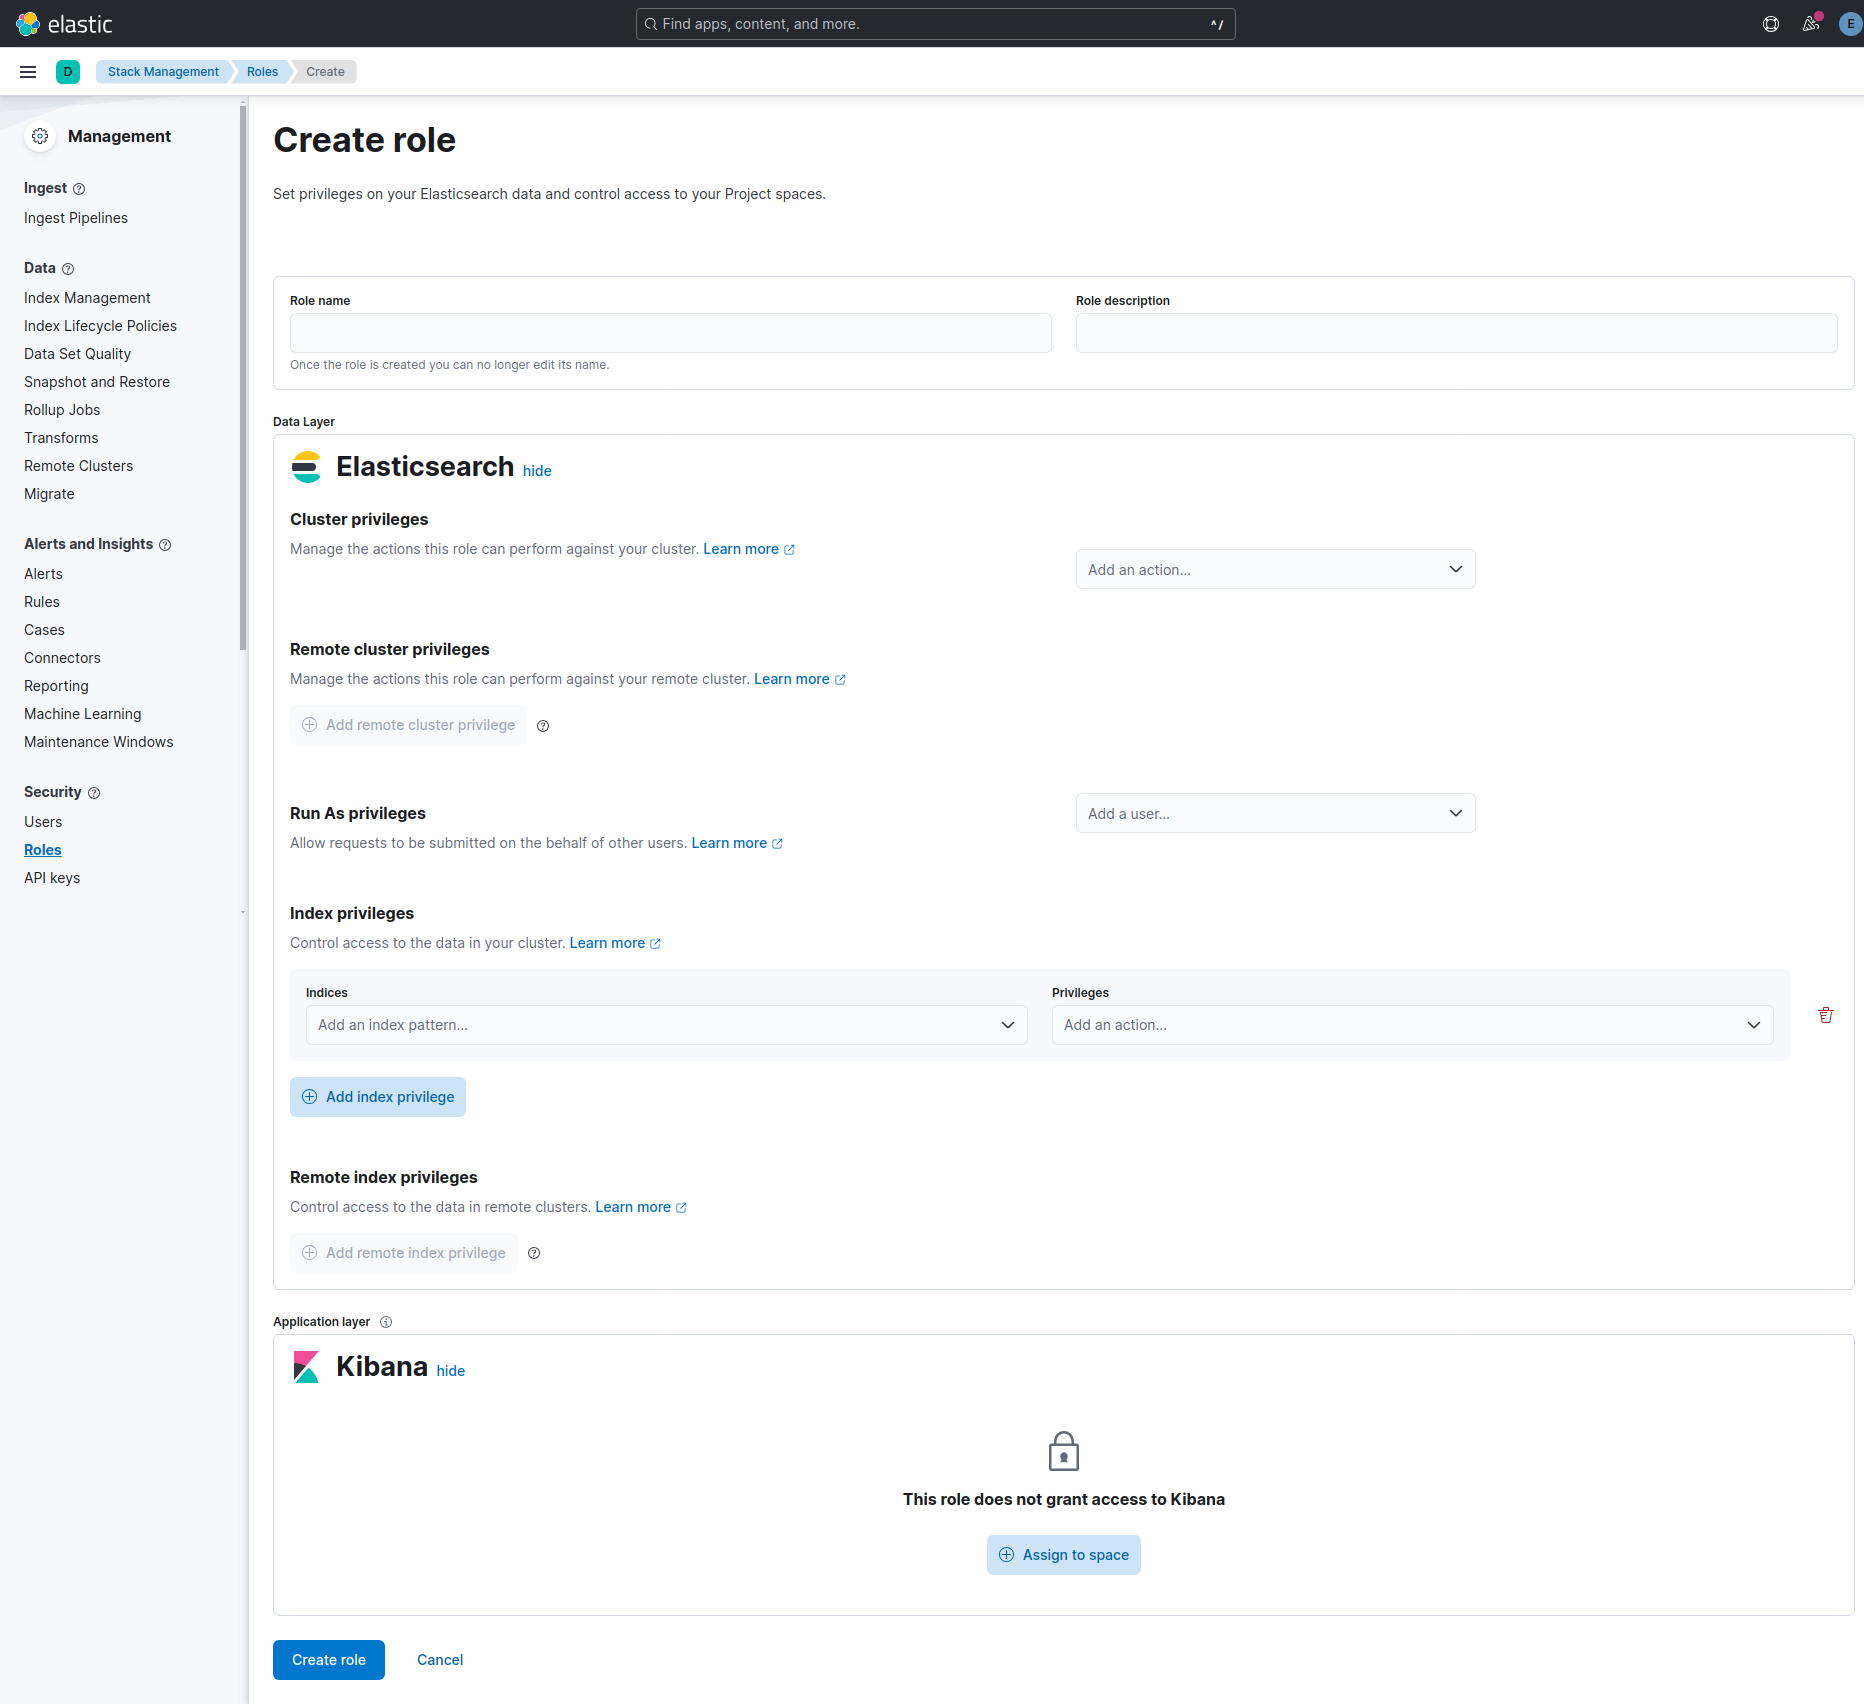 elastic
Find apps, content, and more.
^/
E
D
Stack Management
Roles
Create
Management
Ingest
Ingest Pipelines
Data
Index Management
Index Lifecycle Policies
Data Set Quality
Snapshot and Restore
Rollup Jobs
Transforms
Remote Clusters
Migrate
Alerts and Insights
Alerts
Rules
Cases
Connectors
Reporting
Machine Learning
Maintenance Windows
Security
Users
Roles
API keys
Create role
Set privileges on your Elasticsearch data and control access to your Project spaces.
Role name
Role description
Once the role is created you can no longer edit its name.
Data Layer
Elasticsearch hide
Cluster privileges
Manage the actions this role can perform against your cluster. Learn more
Add an action...
Remote cluster privileges
Manage the actions this role can perform against your remote cluster. Learn more
Add remote cluster privilege
Run As privileges
Allow requests to be submitted on the behalf of other users. Learn more
Add a user...
Index privileges
Control access to the data in your cluster. Learn more
Indices
Privileges
Add an index pattern...
Add an action...
Add index privilege
Remote index privileges
Control access to the data in remote clusters. Learn more
Add remote index privilege
Application layer
Kibana hide
This role does not grant access to Kibana
Assign to space
Create role
Cancel